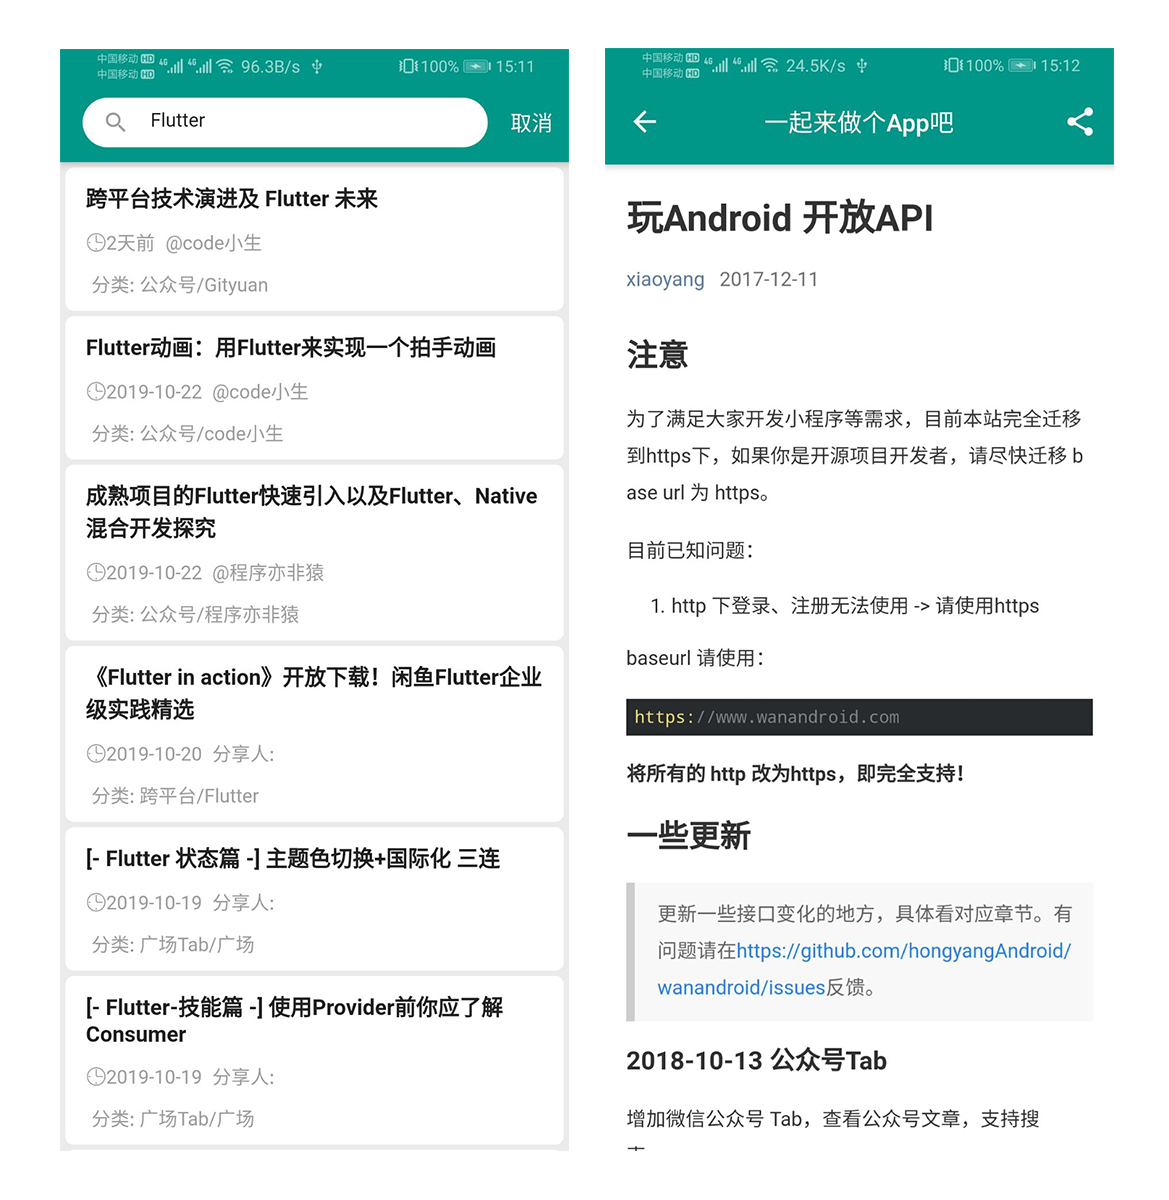 中国移动 HD 4G 4G 96.3B/s 100% 15:11
中国移动 HD
Flutter 取消
跨平台技术演进及 Flutter 未来
2天前 @code小生
分类: 公众号/Gityuan
Flutter动画：用Flutter来实现一个拍手动画
2019-10-22 @code小生
分类: 公众号/code小生
成熟项目的Flutter快速引入以及Flutter、Native
混合开发探究
2019-10-22 @程序亦非猿
分类: 公众号/程序亦非猿
《Flutter in action》开放下载！闲鱼Flutter企业
级实践精选
2019-10-20 分享人:
分类: 跨平台/Flutter
[- Flutter 状态篇 -] 主题色切换+国际化 三连
2019-10-19 分享人:
分类: 广场Tab/广场
[- Flutter-技能篇 -] 使用Provider前你应了解
Consumer
2019-10-19 分享人:
分类: 广场Tab/广场
中国移动 HD 4G 4G 24.5K/s 100% 15:12
中国移动 HD
一起来做个App吧
玩Android 开放API
xiaoyang 2017-12-11
注意
为了满足大家开发小程序等需求，目前本站完全迁移
到https下，如果你是开源项目开发者，请尽快迁移 b
ase url 为 https。
目前已知问题：
1. http 下登录、注册无法使用 -> 请使用https
baseurl 请使用：
https://www.wanandroid.com
将所有的 http 改为https，即完全支持！
一些更新
更新一些接口变化的地方，具体看对应章节。有
问题请在https://github.com/hongyangAndroid/
wanandroid/issues反馈。
2018-10-13 公众号Tab
增加微信公众号 Tab，查看公众号文章，支持搜